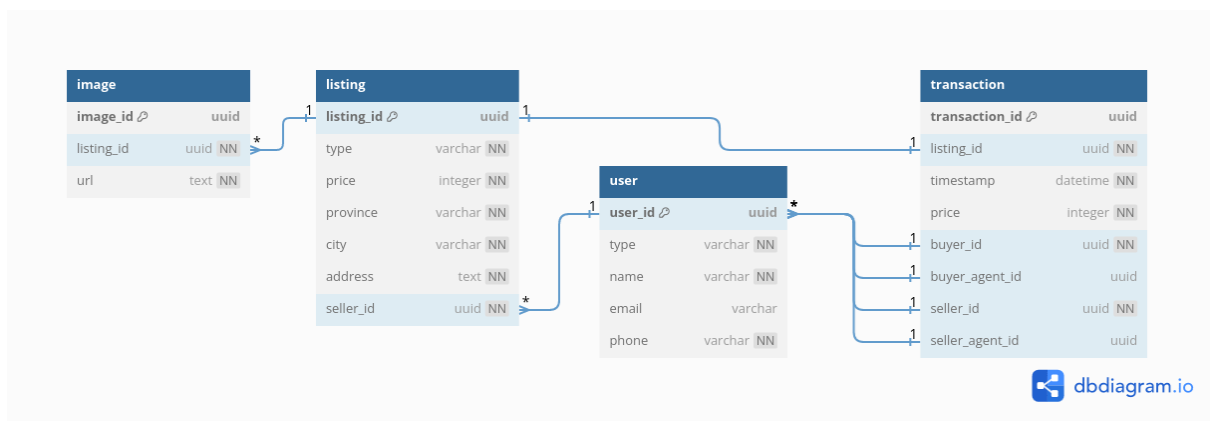 image
image_id uuid
listing_id uuid NN
url text NN
* 1
listing
listing_id uuid
type varchar NN
price integer NN
province varchar NN
city varchar NN
address text NN
seller_id uuid NN
1 1
* 1
user
user_id uuid
type varchar NN
name varchar NN
email varchar
phone varchar NN
*
1
1
1
1
transaction
transaction_id uuid
listing_id uuid NN
timestamp datetime NN
price integer NN
buyer_id uuid NN
buyer_agent_id uuid
seller_id uuid NN
seller_agent_id uuid
dbdiagram.io